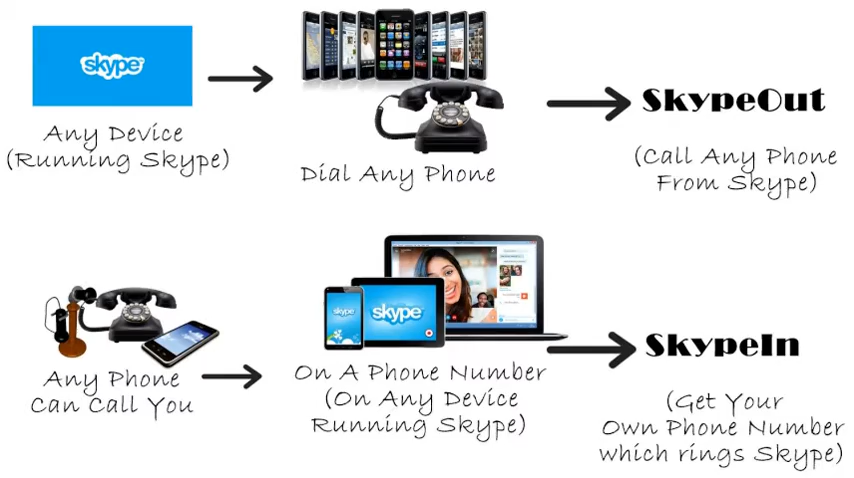 skype
Any Device
(Running Skype)
Dial Any Phone
SkypeOut
(Call Any Phone
From Skype)
Any Phone
Can Call You
skype
skype
On A Phone Number
(On Any Device
Running Skype)
SkypeIn
(Get Your
Own Phone Number
which rings Skype)